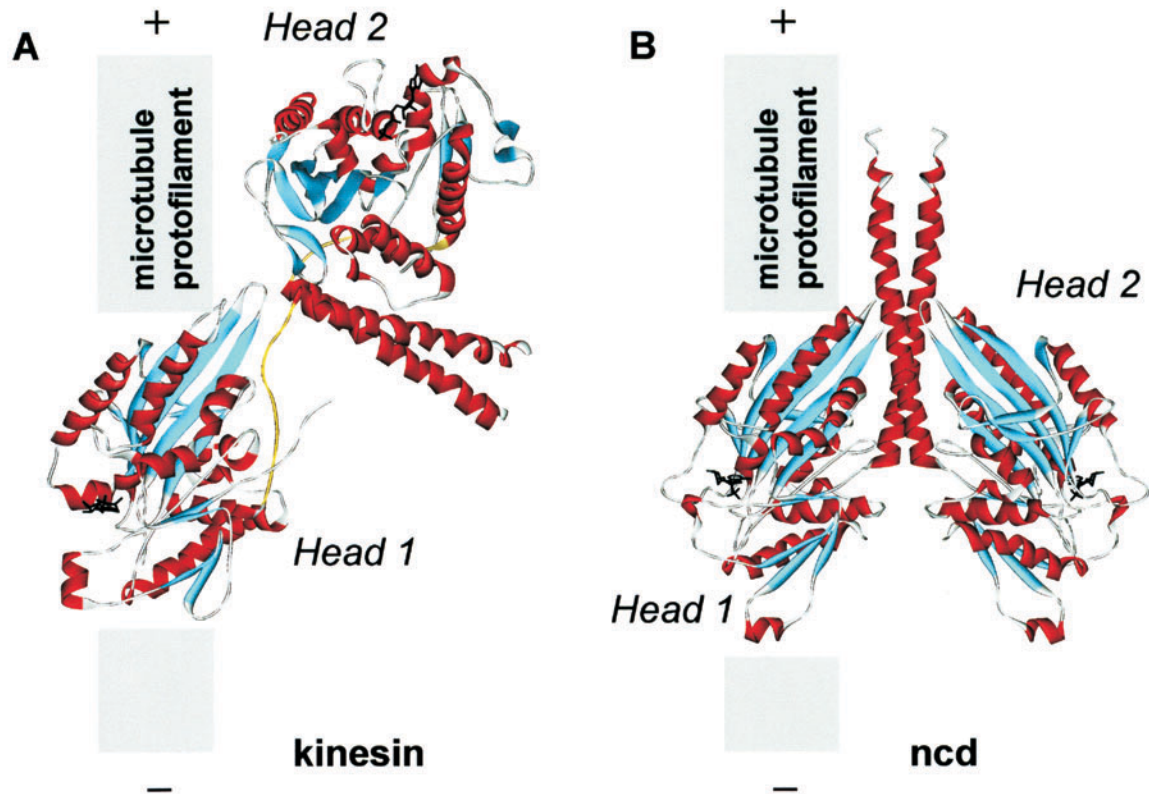 A
+
Head 2
microtubule
protofilament
Head 1
kinesin
−
B
+
microtubule
protofilament
Head 2
Head 1
ncd
−